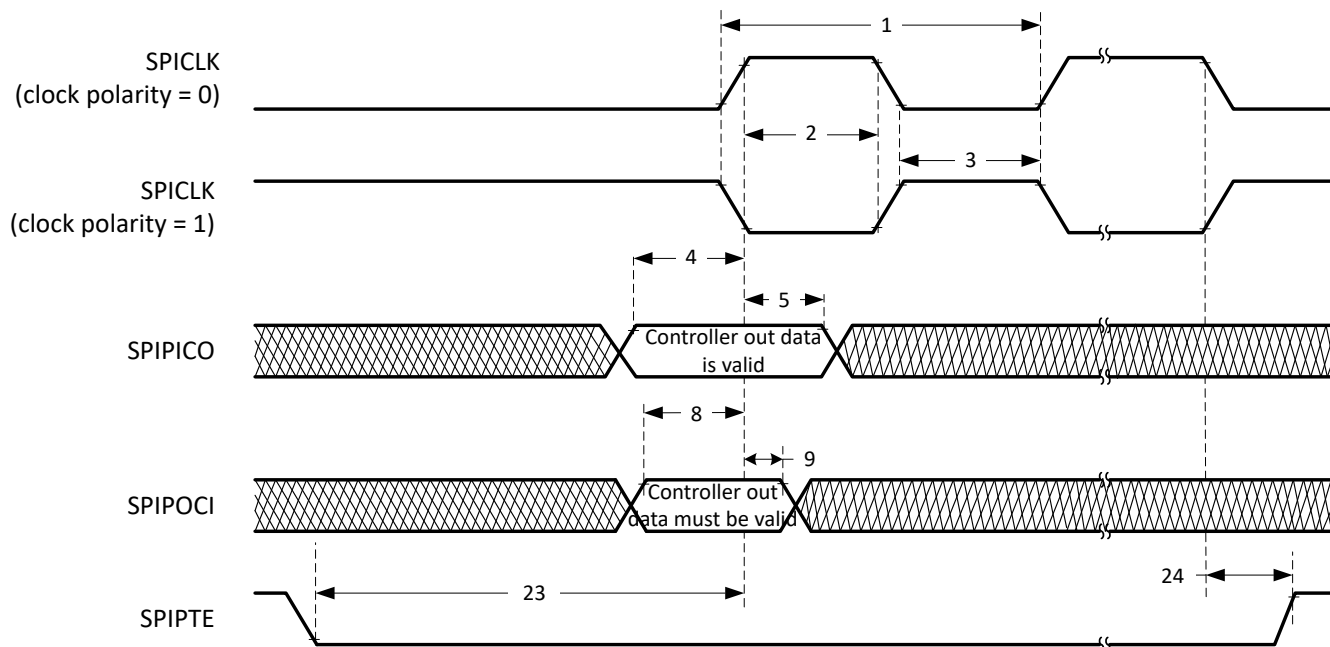 1
SPICLK
(clock polarity = 0)
2
3
SPICLK
(clock polarity = 1)
4
5
SPIPICO
Controller out data
is valid
8
9
SPIPOCI
Controller out
data must be valid
23
24
SPIPTE